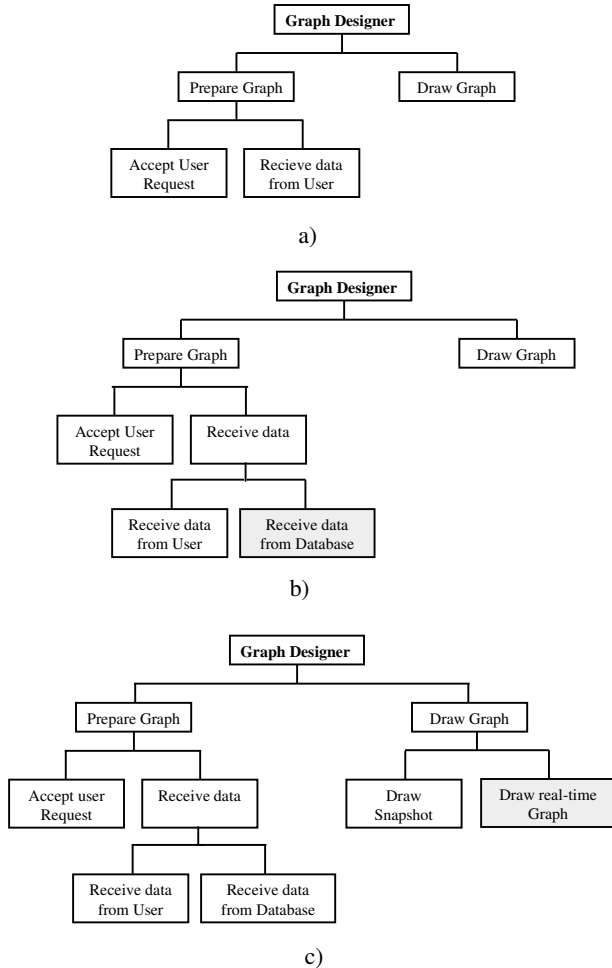 Graph Designer
Prepare Graph
Draw Graph
Accept User
Request
Recieve data
from User
a)
Graph Designer
Prepare Graph
Draw Graph
Accept User
Request
Receive data
Receive data
from User
Receive data
from Database
b)
Graph Designer
Prepare Graph
Draw Graph
Accept user
Request
Receive data
Draw
Snapshot
Draw real-time
Graph
Receive data
from User
Receive data
from Database
c)